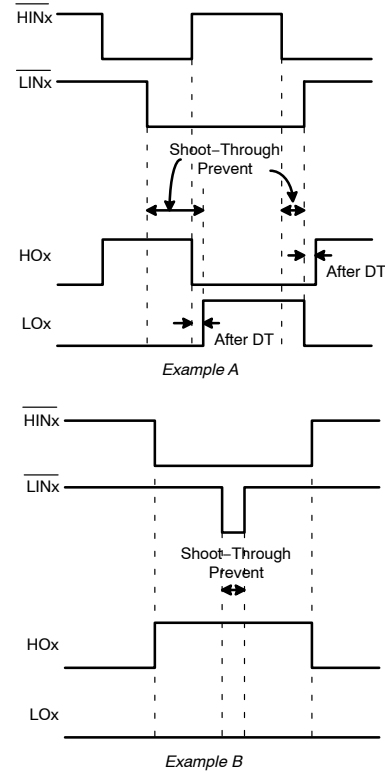 HINx
LINx
Shoot–Through
Prevent
HOx
After DT
LOx
After DT
Example A
HINx
LINx
Shoot–Through
Prevent
HOx
LOx
Example B